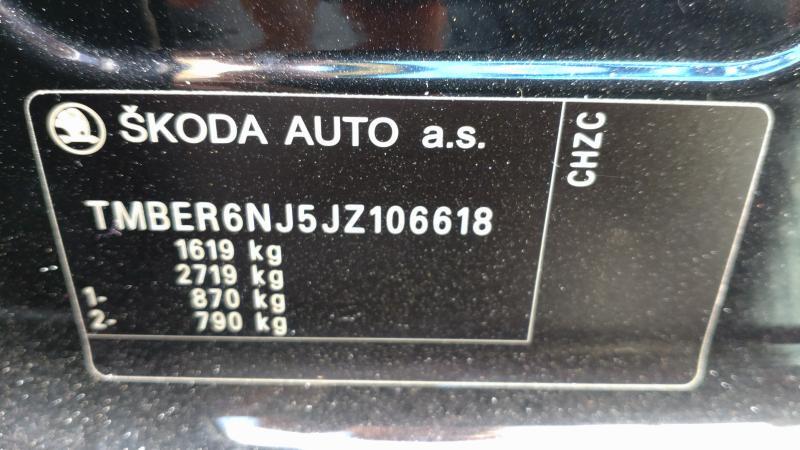 ŠKODA AUTO a.s.
TMBER6NJ5JZ106618
1619 kg
2719 kg
1- 870 kg
2- 790 kg
CHZC